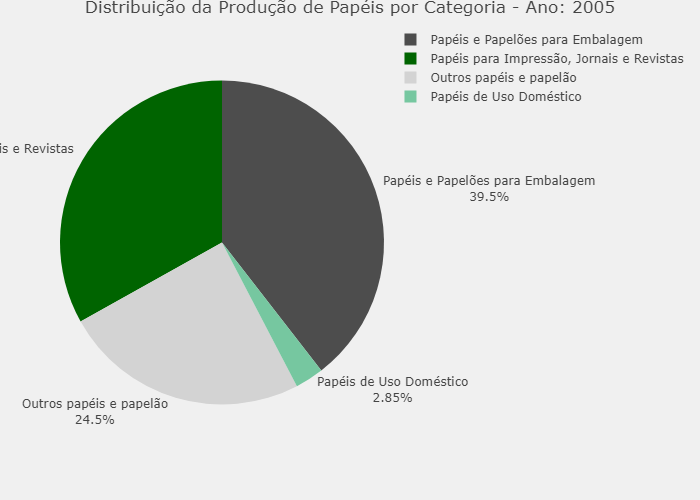 Distribuição da Produção de Papéis por Categoria - Ano: 2005
Papéis e Papelões para Embalagem
Papéis para Impressão, Jornais e Revistas
Outros papéis e papelão
Papéis de Uso Doméstico
e Revistas
Papéis e Papelões para Embalagem
39.5%
Papéis de Uso Doméstico
2.85%
Outros papéis e papelão
24.5%